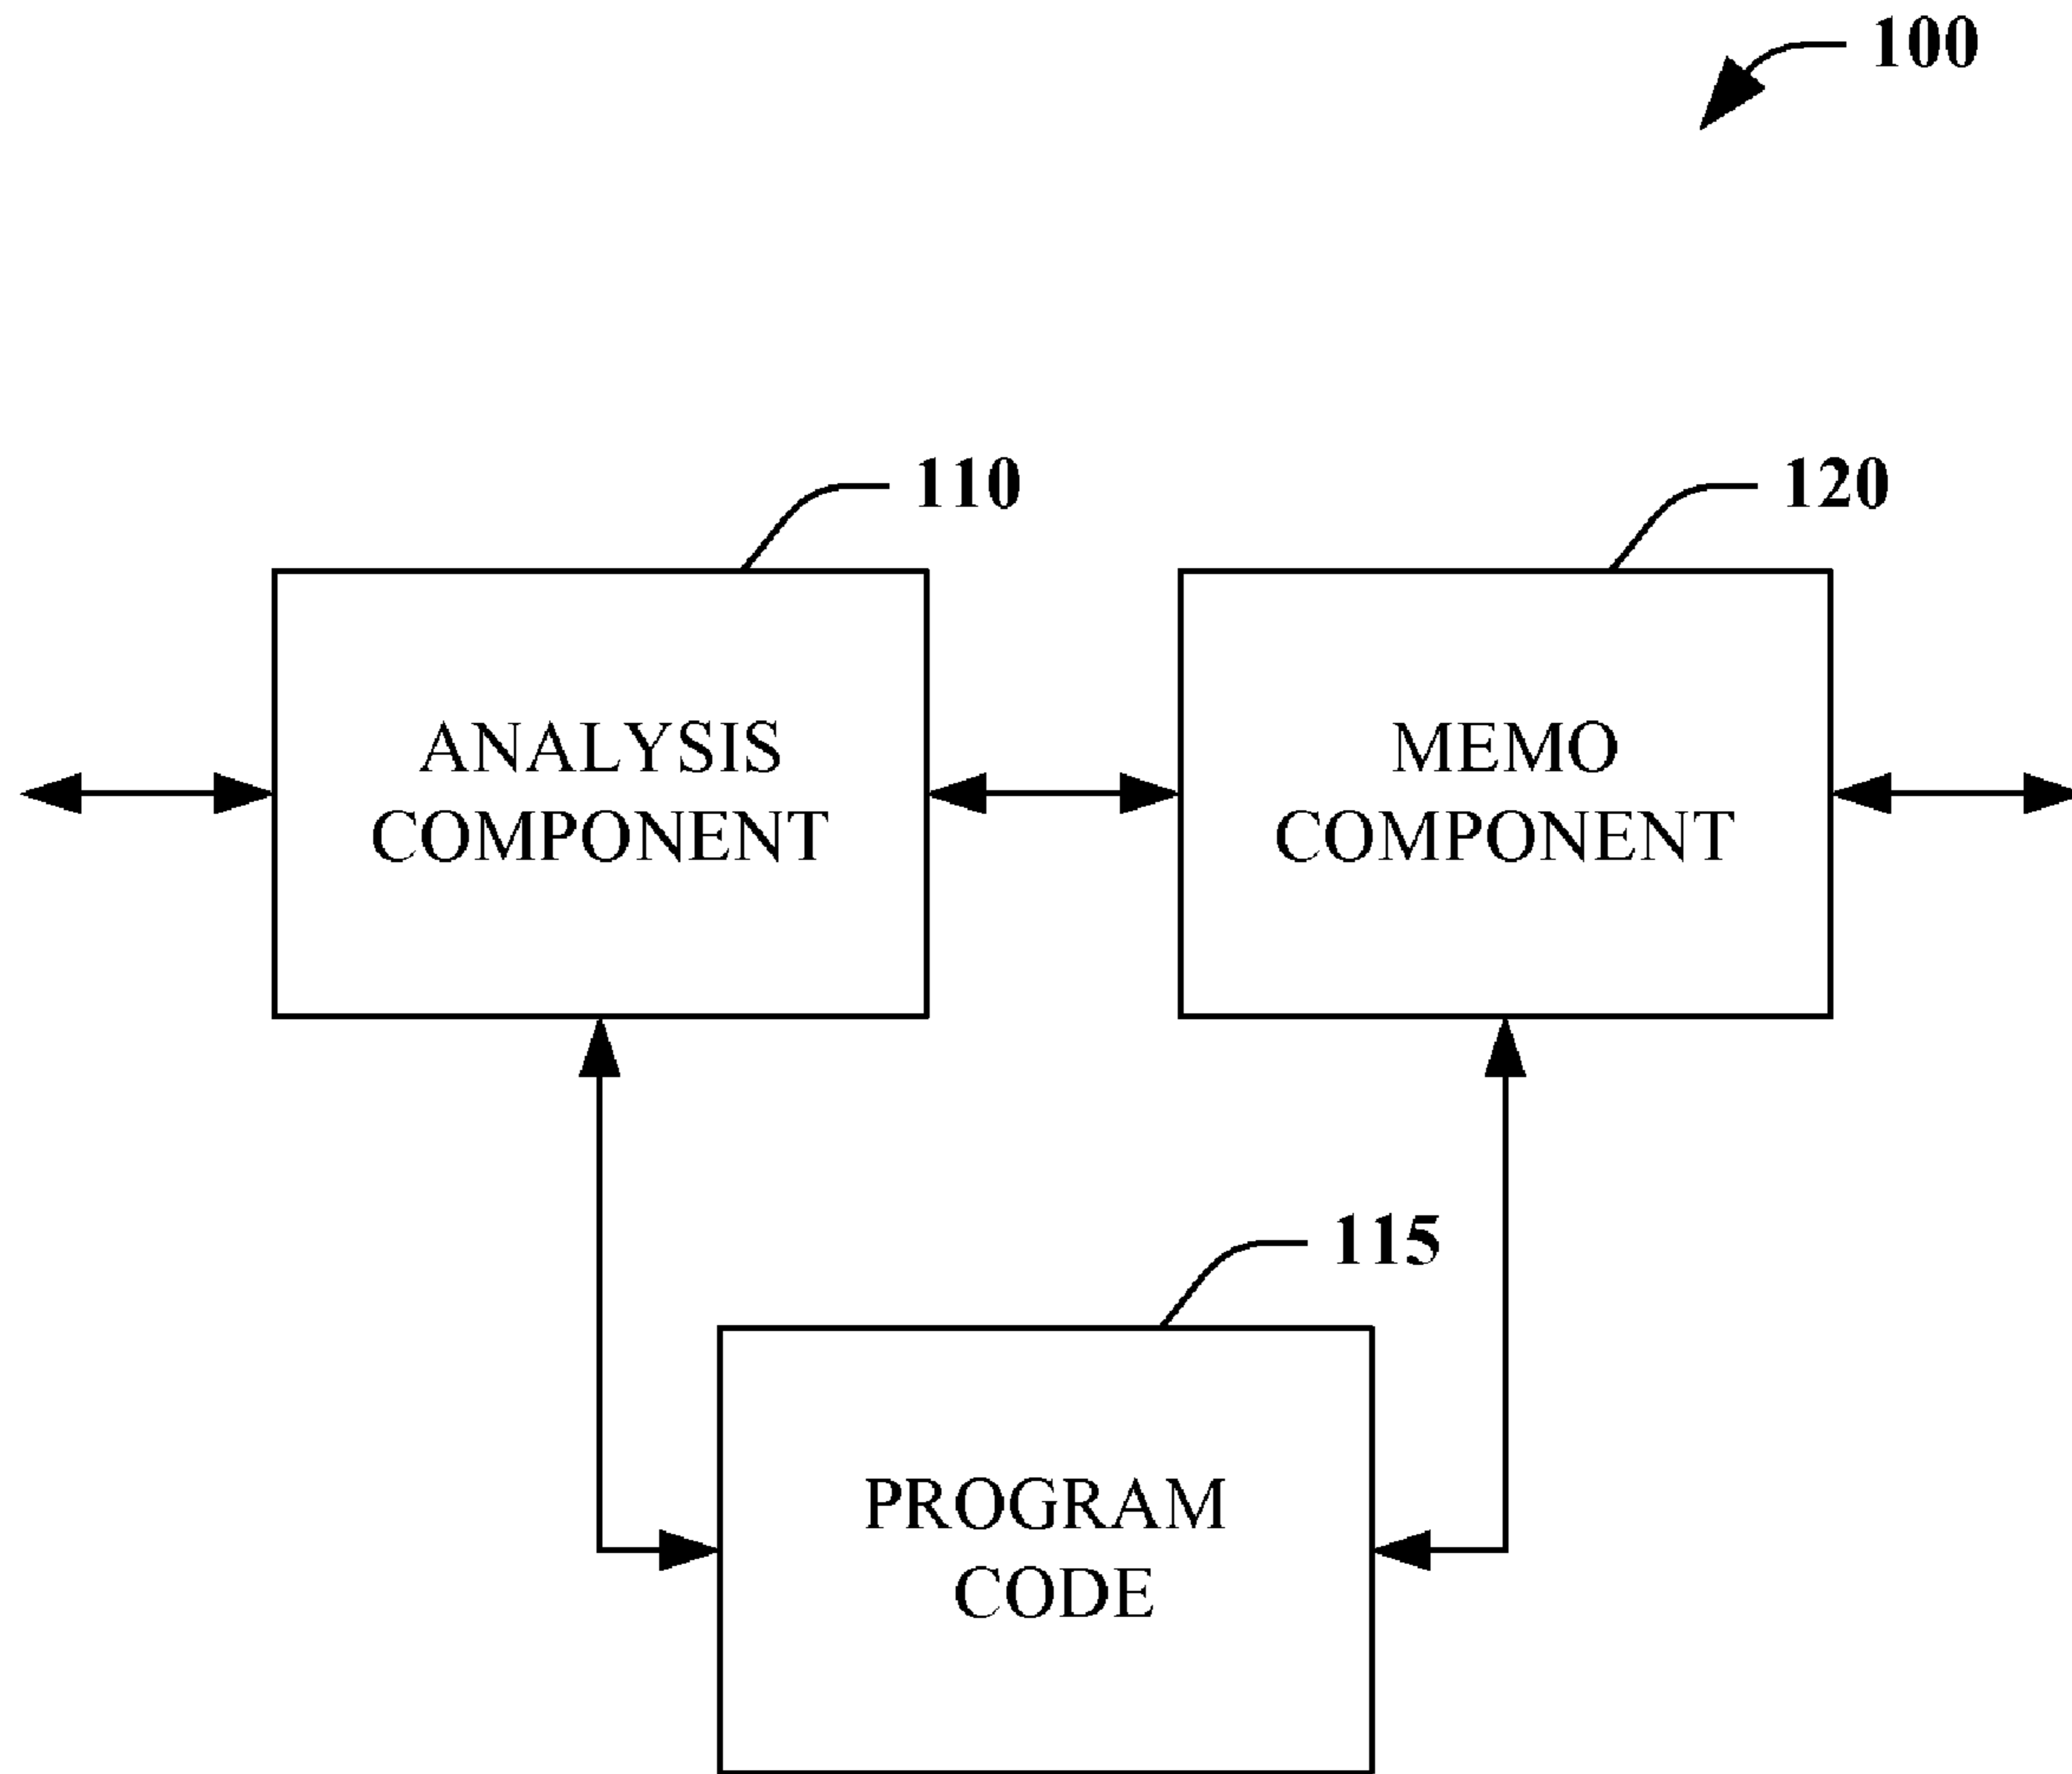 100
110
120
ANALYSIS
COMPONENT
MEMO
COMPONENT
115
PROGRAM
CODE